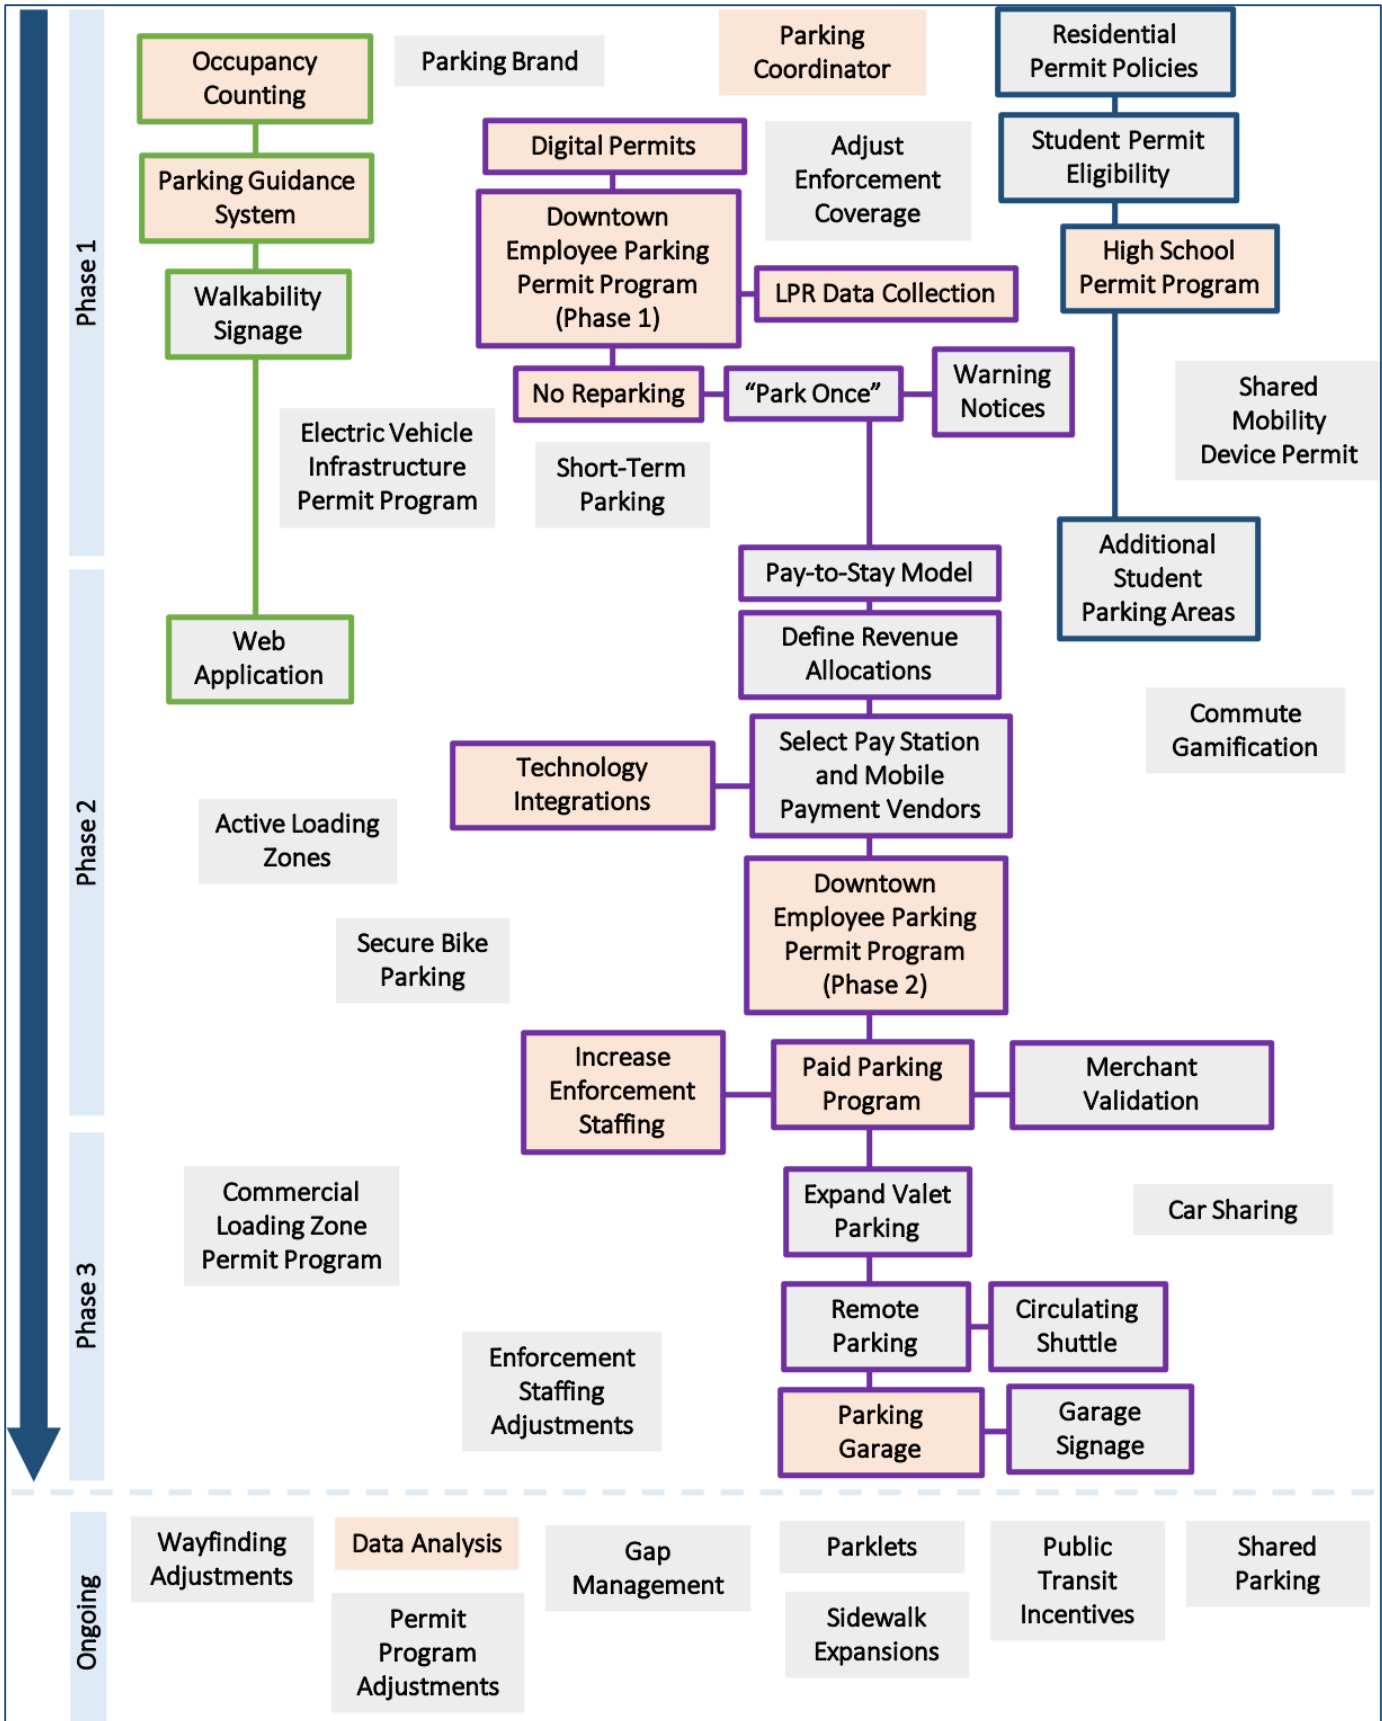 Phase 1
Occupancy
Counting
Parking Brand
Parking
Coordinator
Residential
Permit Policies
Parking Guidance
System
Digital Permits
Adjust
Enforcement
Coverage
Student Permit
Eligibility
Walkability
Signage
Downtown
Employee Parking
Permit Program
(Phase 1)
LPR Data Collection
High School
Permit Program
No Reparking
“Park Once”
Warning
Notices
Shared
Mobility
Device Permit
Electric Vehicle
Infrastructure
Permit Program
Short-Term
Parking
Phase 2
Pay-to-Stay Model
Additional
Student
Parking Areas
Web
Application
Define Revenue
Allocations
Commute
Gamification
Technology
Integrations
Select Pay Station
and Mobile
Payment Vendors
Active Loading
Zones
Downtown
Employee Parking
Permit Program
(Phase 2)
Secure Bike
Parking
Increase
Enforcement
Staffing
Paid Parking
Program
Merchant
Validation
Phase 3
Commercial
Loading Zone
Permit Program
Expand Valet
Parking
Car Sharing
Remote
Parking
Circulating
Shuttle
Enforcement
Staffing
Adjustments
Parking
Garage
Garage
Signage
Ongoing
Wayfinding
Adjustments
Data Analysis
Gap
Management
Parklets
Public
Transit
Incentives
Shared
Parking
Permit
Program
Adjustments
Sidewalk
Expansions